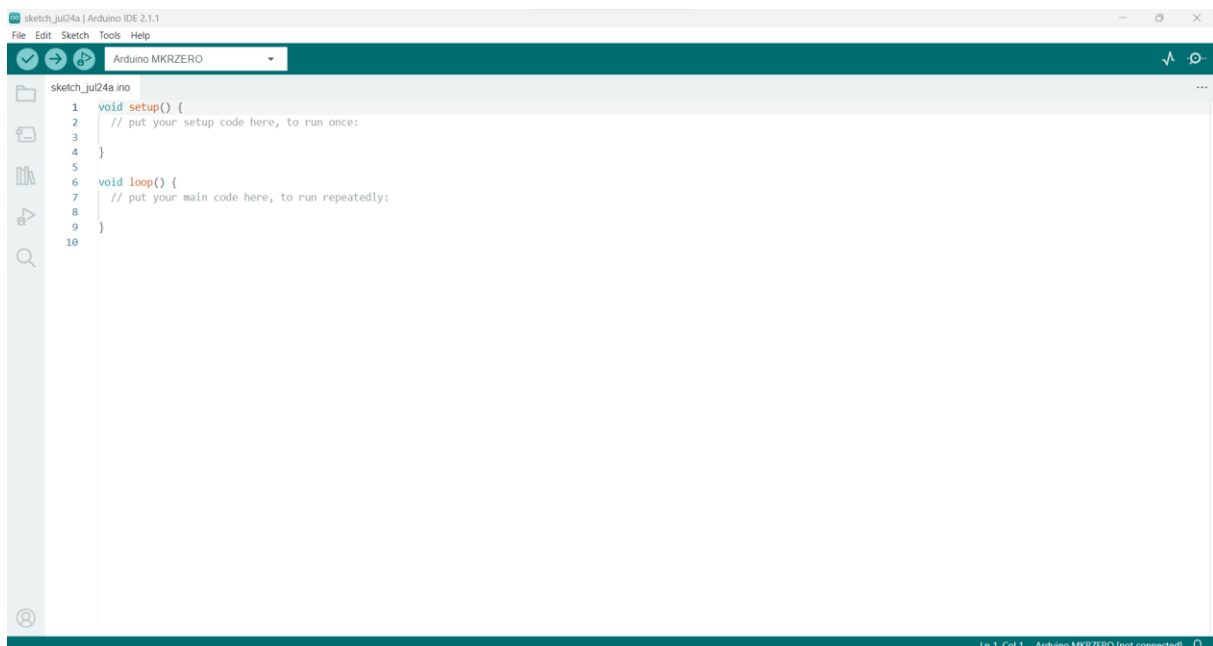 sketch_jul24a | Arduino IDE 2.1.1
File Edit Sketch Tools Help
Arduino MKRZERO
sketch_jul24a.ino
...
1 void setup() {
2 // put your setup code here, to run once:
3
4 }
5
6 void loop() {
7 // put your main code here, to run repeatedly:
8
9 }
10
Ln 1, Col 1 Arduino MKRZERO [not connected]